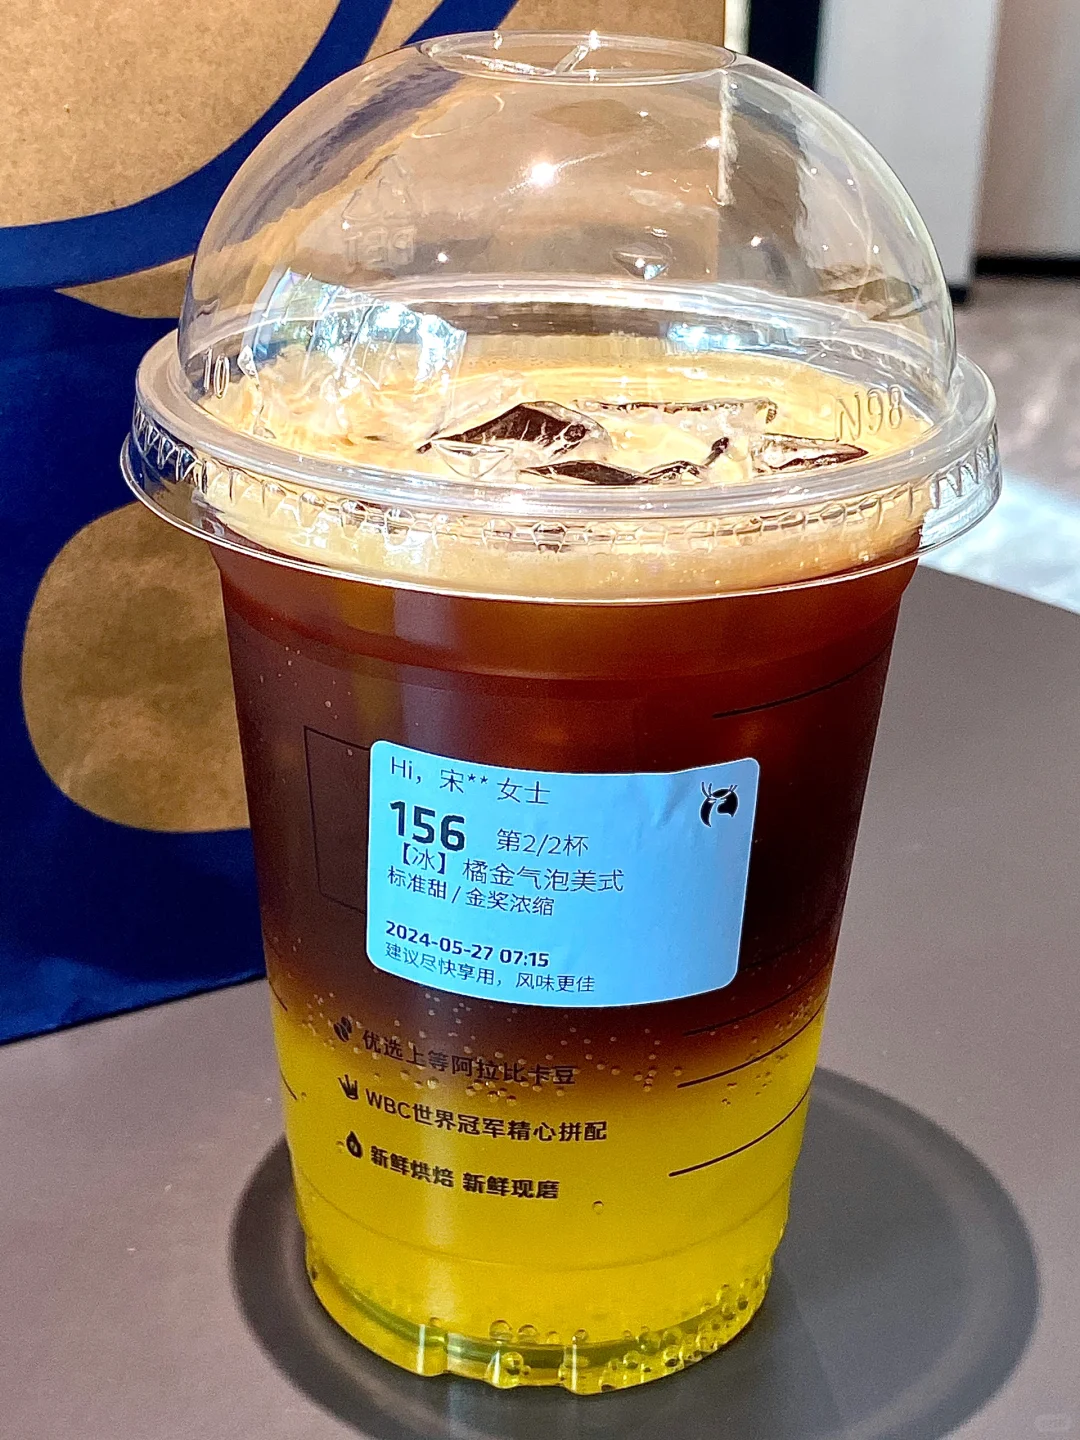 PET
10
N98
Hi，宋** 女士
156 第2/2杯
【冰】橘金气泡美式
标准甜 / 金奖浓缩
2024-05-27 07:15
建议尽快享用，风味更佳
优选上等阿拉比卡豆
WBC世界冠军精心拼配
新鲜烘焙 新鲜现磨